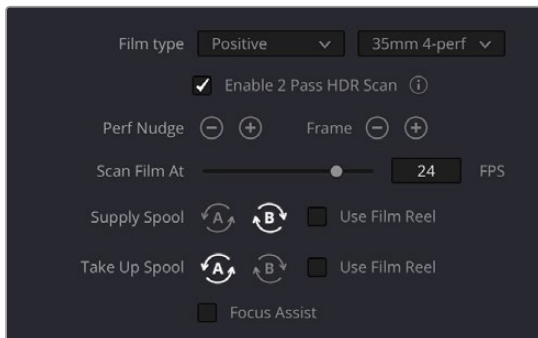 Film type Positive 35mm 4-perf
Enable 2 Pass HDR Scan i
Perf Nudge Frame
Scan Film At 24 FPS
Supply Spool A B Use Film Reel
Take Up Spool A B Use Film Reel
Focus Assist